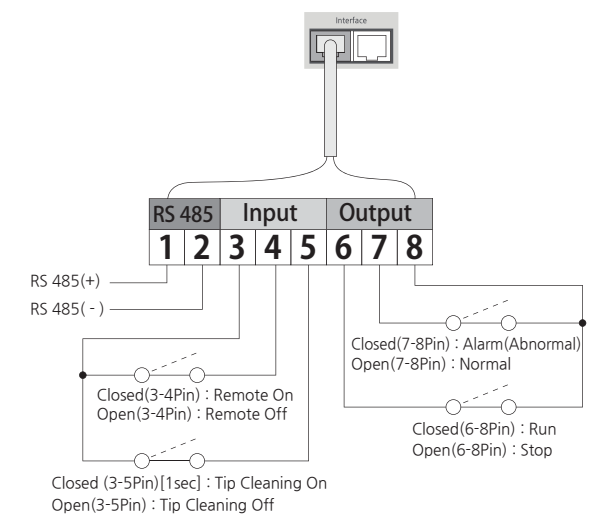 Interface
RS 485 Input Output
1 2 3 4 5 6 7 8
RS 485(+)
RS 485( - )
Closed(7-8Pin) : Alarm(Abnormal)
Open(7-8Pin) : Normal
Closed(3-4Pin) : Remote On
Open(3-4Pin) : Remote Off
Closed(6-8Pin) : Run
Open(6-8Pin) : Stop
Closed (3-5Pin)[1sec] : Tip Cleaning On
Open(3-5Pin) : Tip Cleaning Off